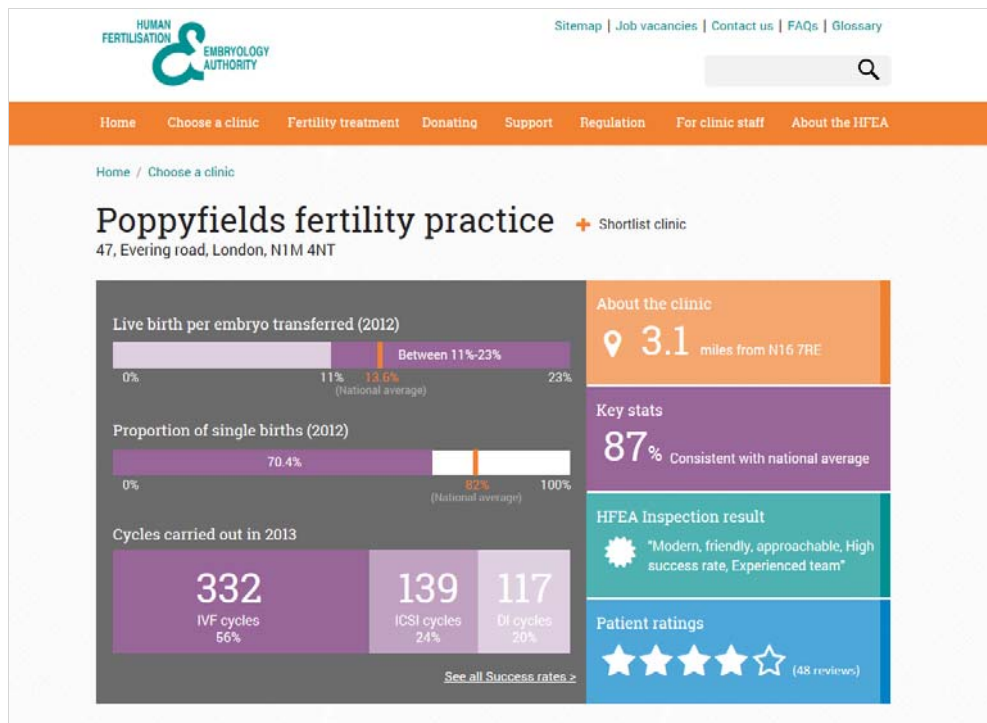 HUMAN
FERTILISATION
EMBRYOLOGY
AUTHORITY
Sitemap | Job vacancies | Contact us | FAQs | Glossary
Home Choose a clinic Fertility treatment Donating Support Regulation For clinic staff About the HFEA
Home / Choose a clinic
Poppyfields fertility practice
Shortlist clinic
47, Evering road, London, N1M 4NT
Live birth per embryo transferred (2012)
Between 11%-23%
0% 11% 13.6% 23%
(National average)
Proportion of single births (2012)
70.4%
0% 82% 100%
(National average)
Cycles carried out in 2013
332 139 117
IVF cycles ICSI cycles DI cycles
56% 24% 20%
See all Success rates >
About the clinic
3.1 miles from N16 7RE
Key stats
87% Consistent with national average
HFEA Inspection result
"Modern, friendly, approachable, High
success rate, Experienced team"
Patient ratings
(48 reviews)